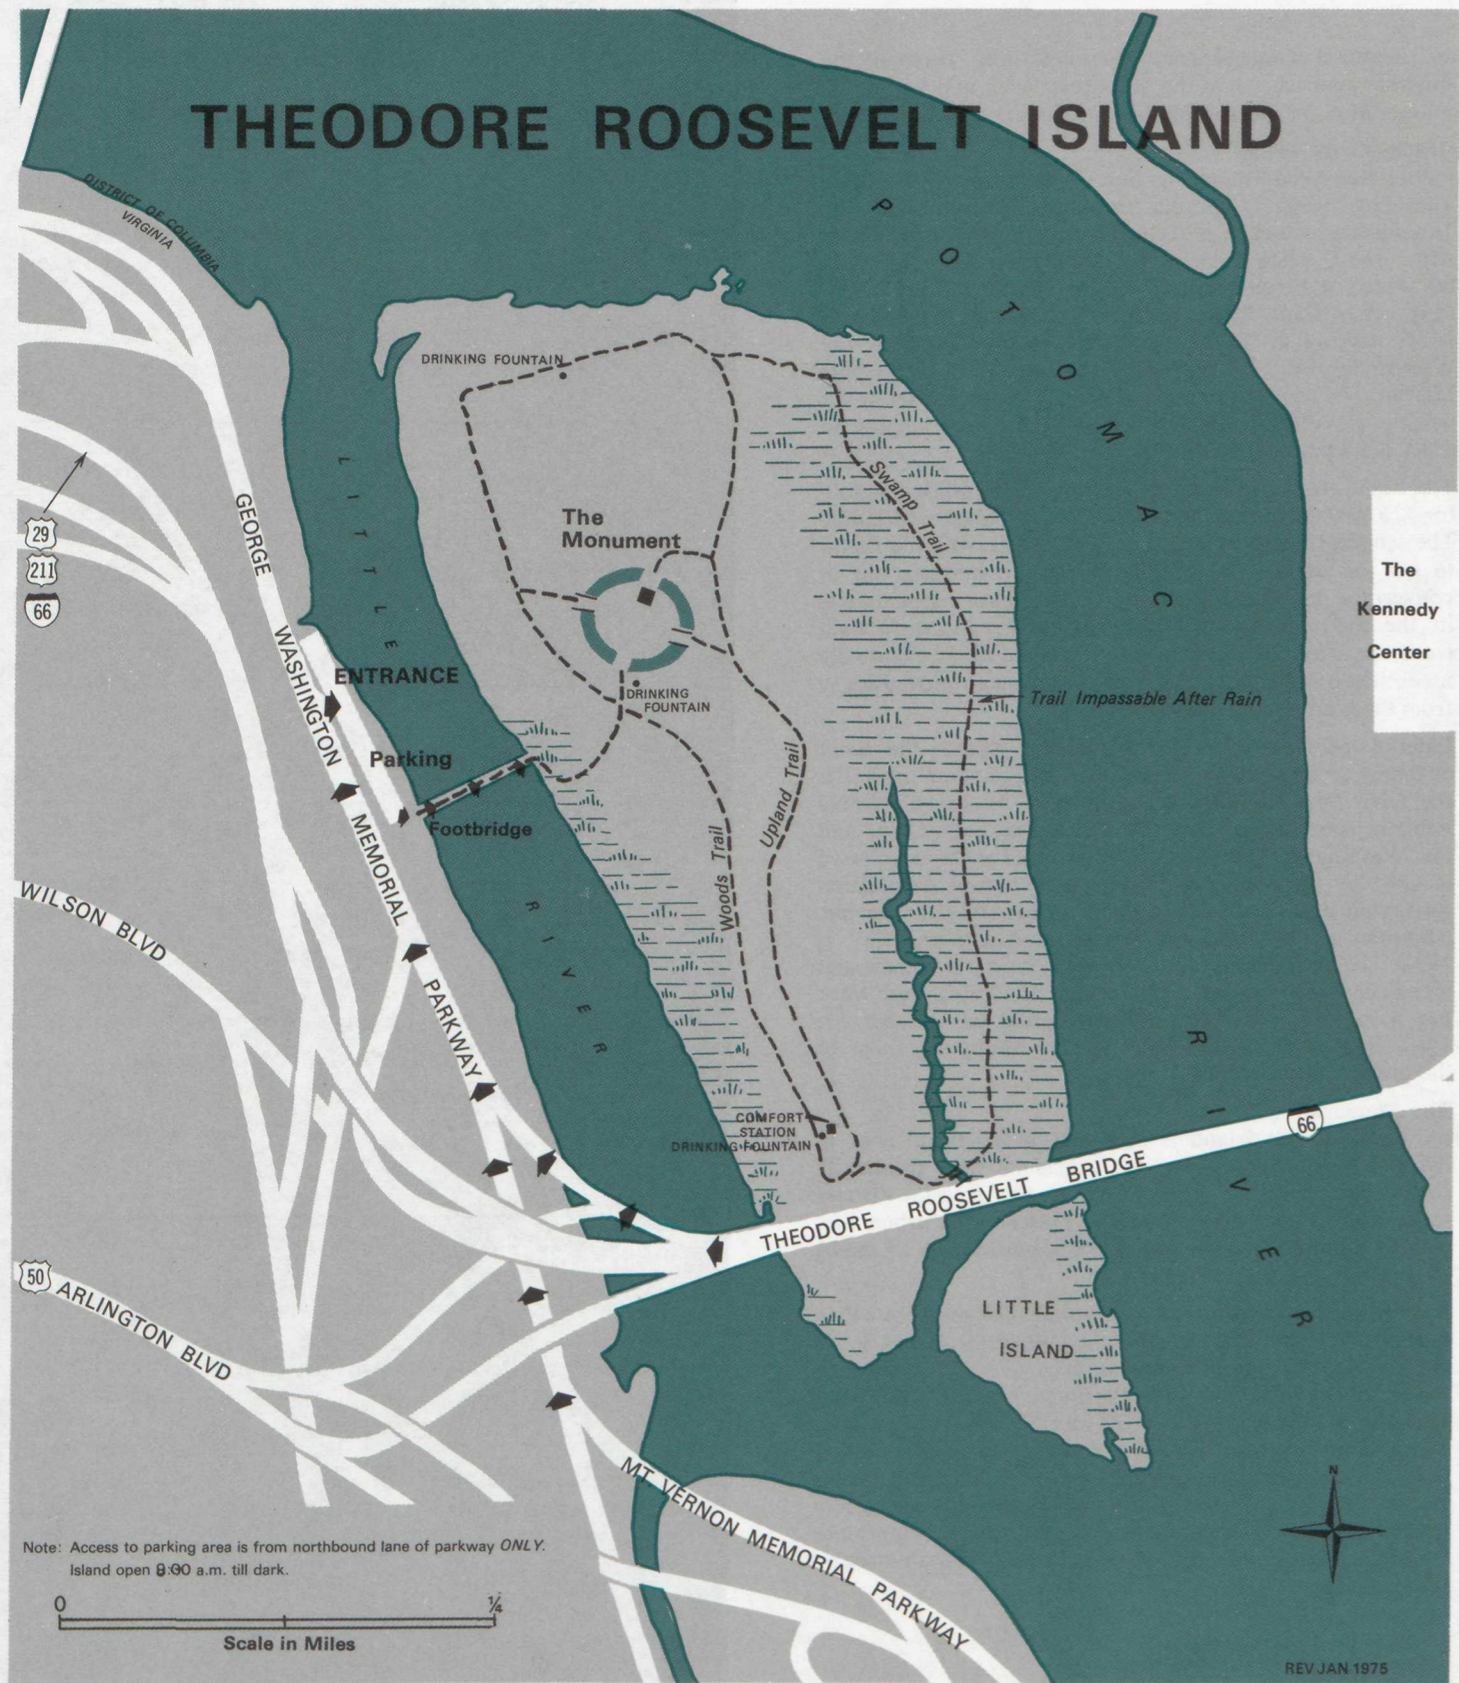 THEODORE ROOSEVELT ISLAND
DISTRICT OF COLUMBIA
VIRGINIA
POTOMAC
RIVER
DRINKING FOUNTAIN
LITTLE
RIVER
GEORGE
WASHINGTON
MEMORIAL
PARKWAY
29
211
66
The
Monument
Swamp Trail
The
Kennedy
Center
ENTRANCE
DRINKING
FOUNTAIN
Trail Impassable After Rain
Parking
Footbridge
Upland Trail
Woods Trail
WILSON BLVD
COMFORT
STATION
DRINKING FOUNTAIN
66
THEODORE ROOSEVELT BRIDGE
50
ARLINGTON BLVD
LITTLE
ISLAND
MT VERNON MEMORIAL PARKWAY
N
Note: Access to parking area is from northbound lane of parkway ONLY.
Island open :00 a.m. till dark.
0 ¼
Scale in Miles
REV JAN 1975